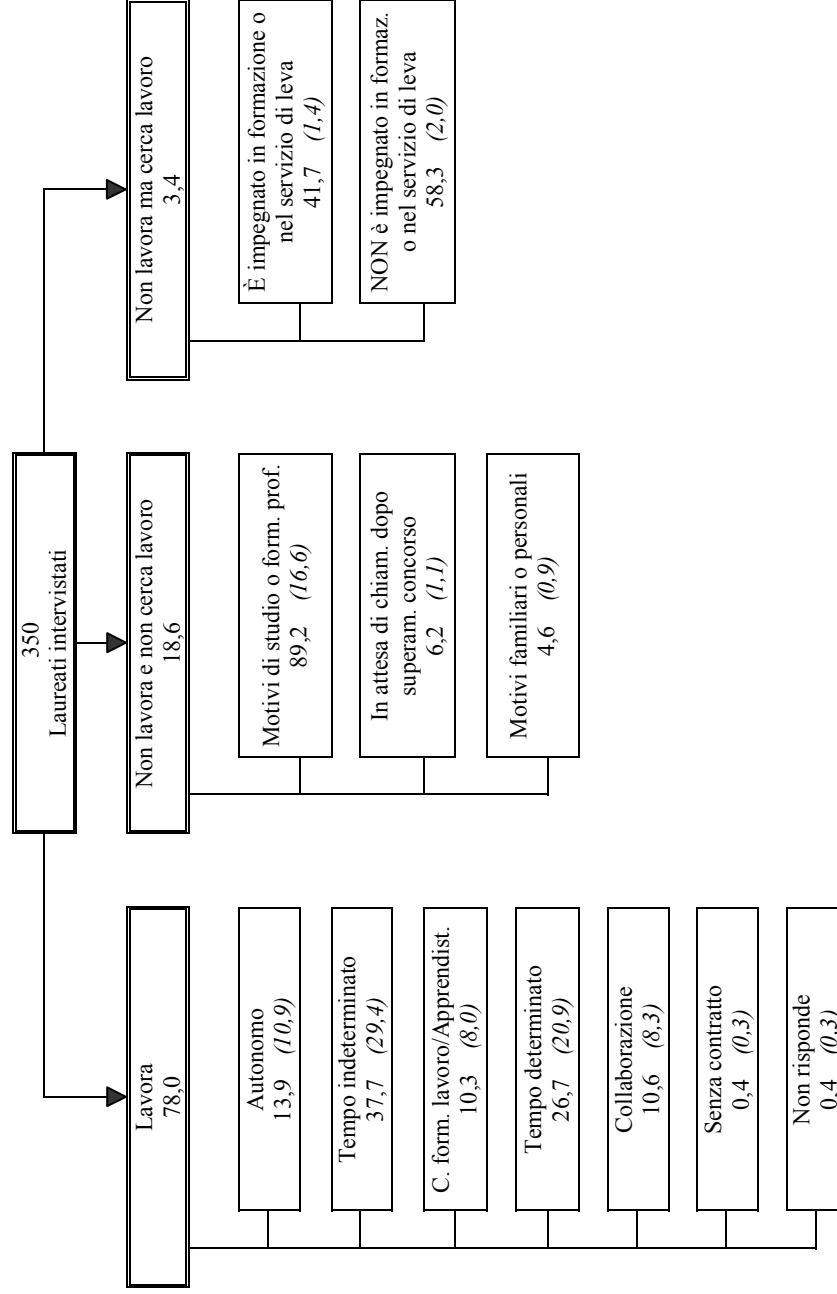 350
Laureati intervistati
Lavora
78,0
Autonomo
13,9 (10,9)
Tempo indeterminato
37,7 (29,4)
C. form. lavoro/Apprendist.
10,3 (8,0)
Tempo determinato
26,7 (20,9)
Collaborazione
10,6 (8,3)
Senza contratto
0,4 (0,3)
Non risponde
0,4 (0,3)
Non lavora e non cerca lavoro
18,6
Motivi di studio o form. prof.
89,2 (16,6)
In attesa di chiam. dopo
superam. concorso
6,2 (1,1)
Motivi familiari o personali
4,6 (0,9)
Non lavora ma cerca lavoro
3,4
È impegnato in formazione o
nel servizio di leva
41,7 (1,4)
NON è impegnato in formaz.
o nel servizio di leva
58,3 (2,0)